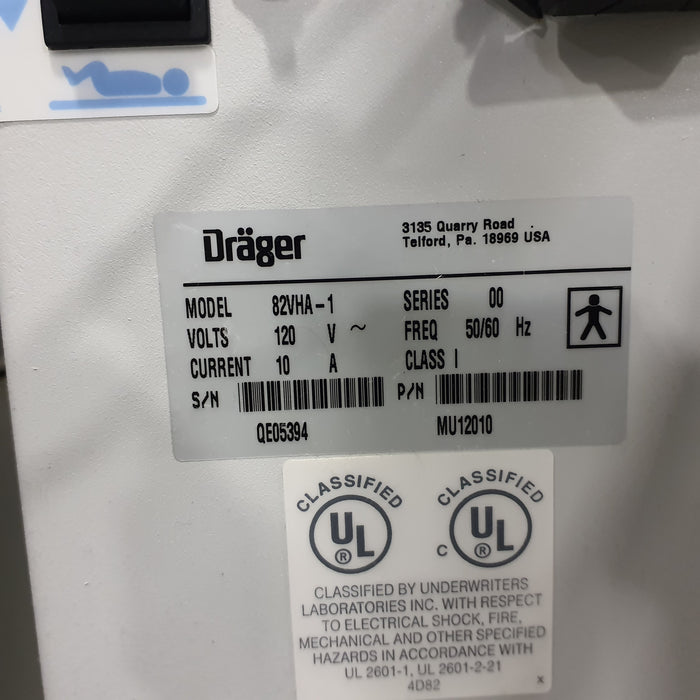 Dräger
3135 Quarry Road
Telford, Pa. 18969 USA
MODEL 82VHA-1 SERIES 00
VOLTS 120 V ~ FREQ 50/60 Hz
CURRENT 10 A CLASS I
S/N P/N
QE05394 MU12010
CLASSIFIED CLASSIFIED
UL® C UL®
CLASSIFIED BY UNDERWRITERS
LABORATORIES INC. WITH RESPECT
TO ELECTRICAL SHOCK, FIRE,
MECHANICAL AND OTHER SPECIFIED
HAZARDS IN ACCORDANCE WITH
UL 2601-1, UL 2601-2-21
4D82 x